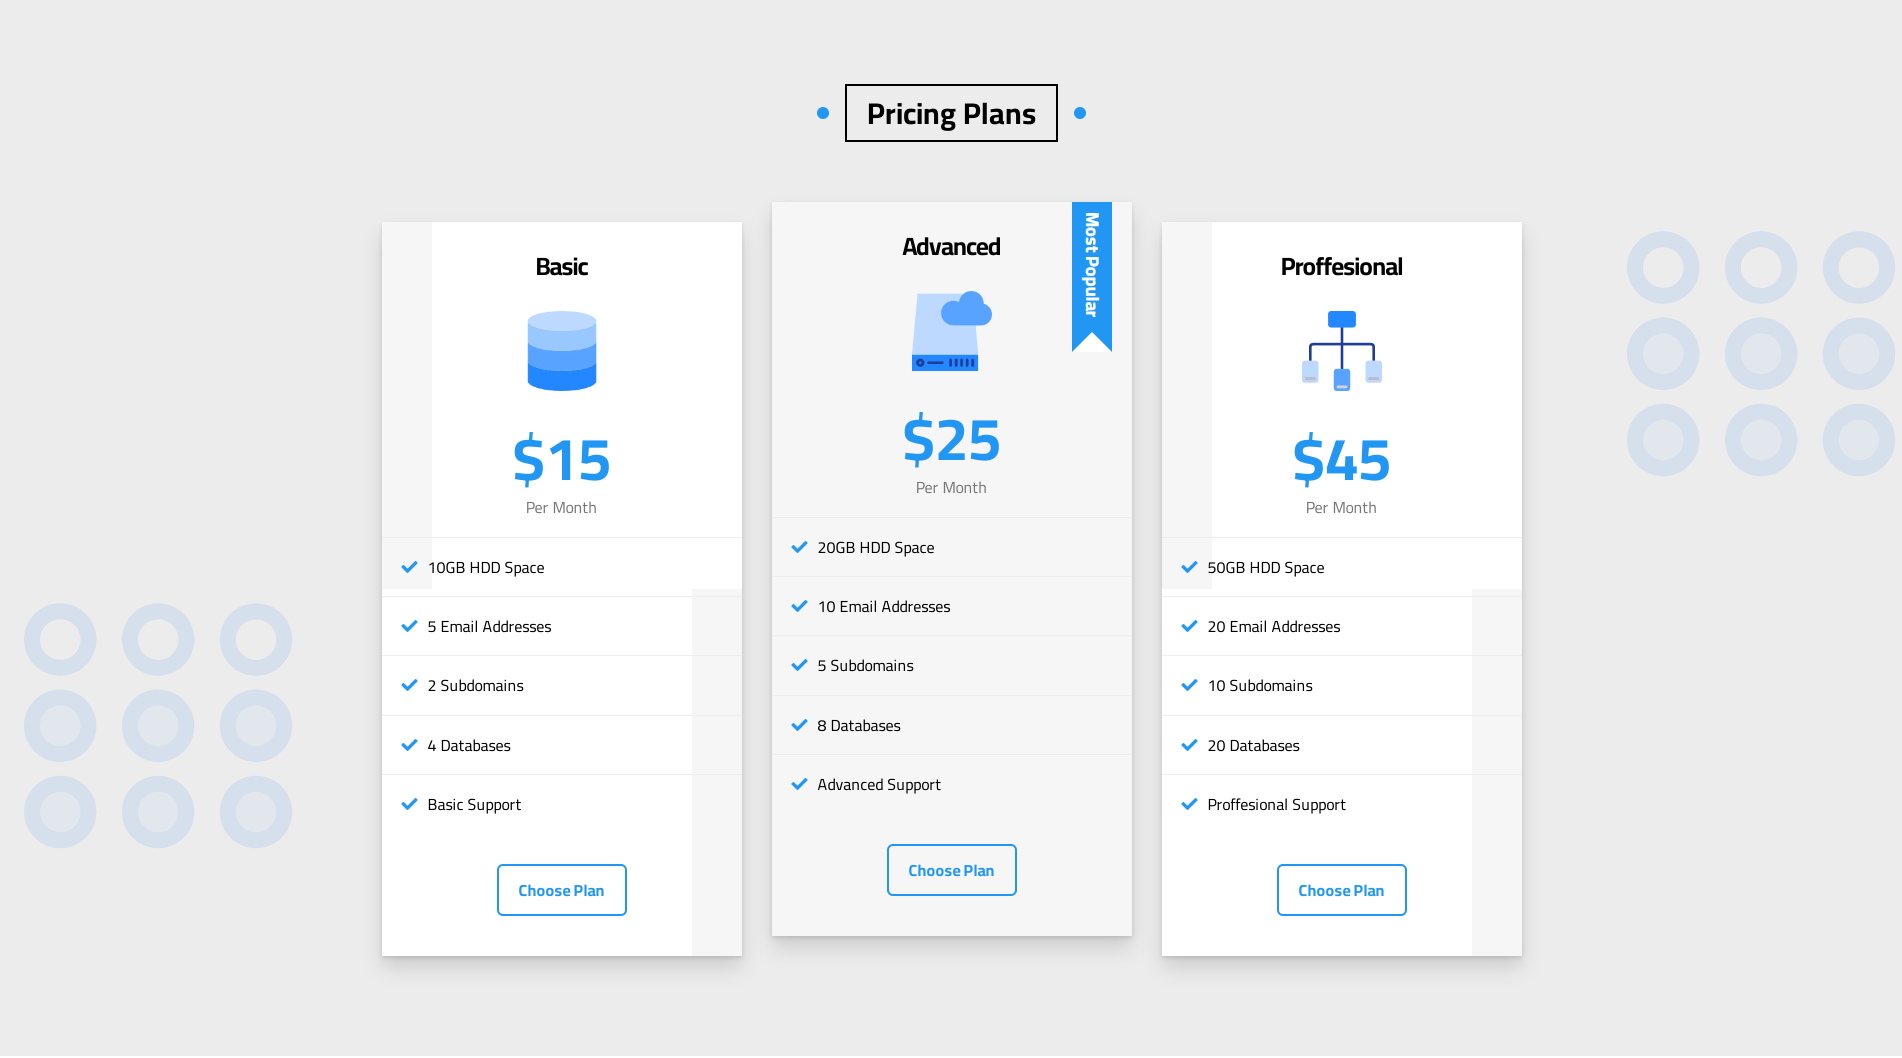 Pricing Plans
Basic
$15
Per Month
10GB HDD Space
5 Email Addresses
2 Subdomains
4 Databases
Basic Support
Choose Plan
Most Popular
Advanced
$25
Per Month
20GB HDD Space
10 Email Addresses
5 Subdomains
8 Databases
Advanced Support
Choose Plan
Proffesional
$45
Per Month
50GB HDD Space
20 Email Addresses
10 Subdomains
20 Databases
Proffesional Support
Choose Plan